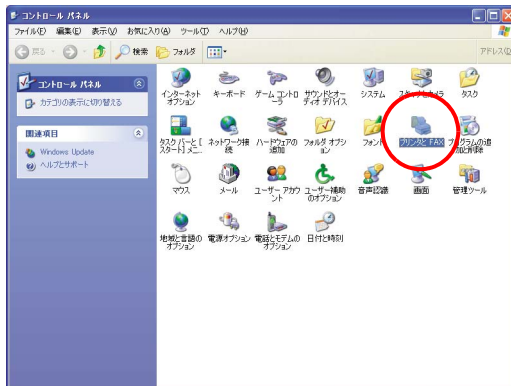 コントロール パネル
ファイル(F) 編集(E) 表示(V) お気に入り(A) ツール(T) ヘルプ(H)
戻る 検索 フォルダ アドレス(D)
コントロール パネル
カテゴリの表示に切り替える
関連項目
Windows Update
ヘルプとサポート
インターネット オプション
キーボード
ゲーム コントローラ
サウンドとオーディオ デバイス
システム
スキャナとカメラ
タスク
タスク バーと [スタート] メニ...
ネットワーク接続
ハードウェアの追加
フォルダ オプション
フォント
プリンタと FAX
プログラムの追加と削除
マウス
メール
ユーザー アカウント
ユーザー補助のオプション
音声認識
画面
管理ツール
地域と言語のオプション
電源オプション
電話とモデムのオプション
日付と時刻